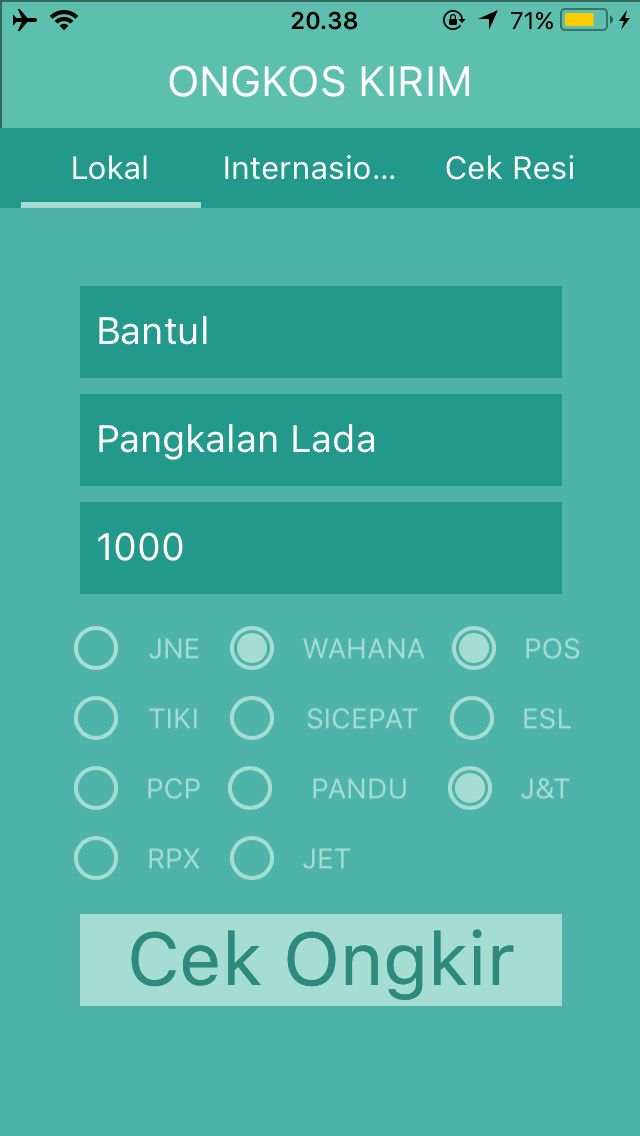 20.38 71%
ONGKOS KIRIM
Lokal Internasio... Cek Resi
Bantul
Pangkalan Lada
1000
JNE WAHANA POS
TIKI SICEPAT ESL
PCP PANDU J&T
RPX JET
Cek Ongkir